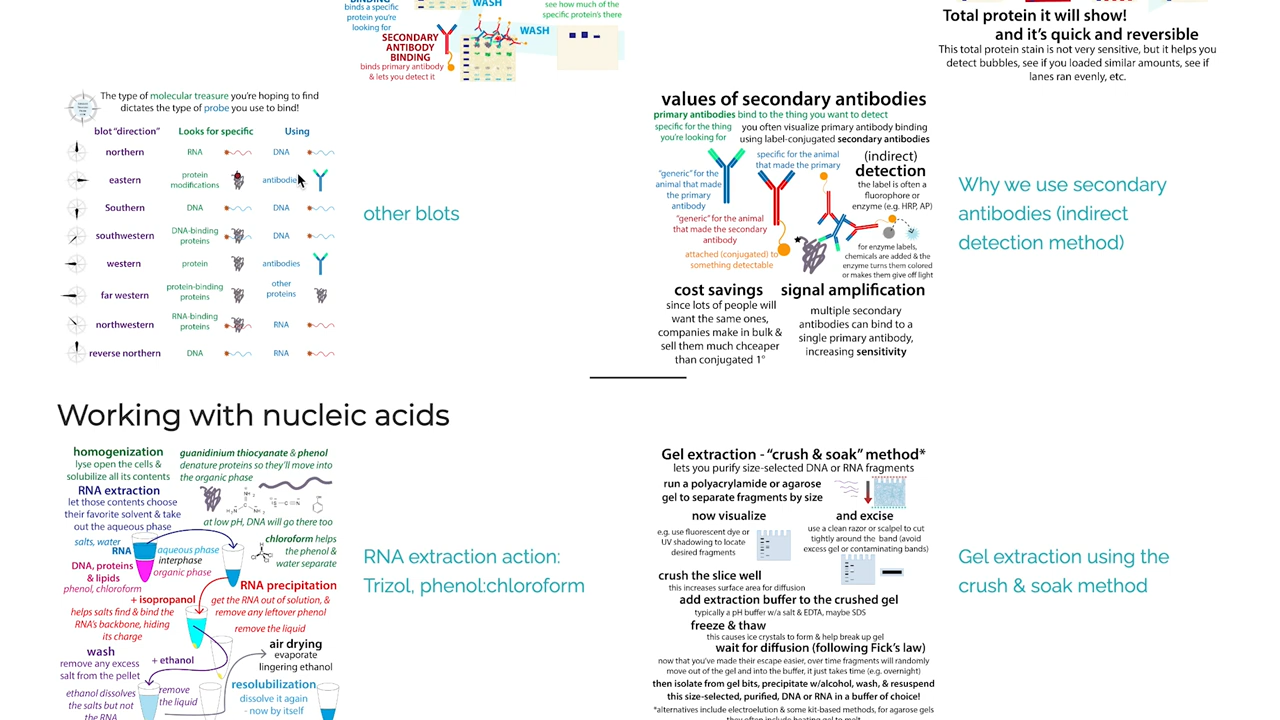 BINDING
binds a specific
protein you're
looking for
WASH
see how much of the
specific protein's there
SECONDARY
ANTIBODY
BINDING
binds primary antibody
& lets you detect it
WASH
Total protein it will show!
and it's quick and reversible
This total protein stain is not very sensitive, but it helps you
detect bubbles, see if you loaded similar amounts, see if
lanes ran evenly, etc.
The type of molecular treasure you're hoping to find
dictates the type of probe you use to bind!
blot "direction" Looks for specific Using
northern RNA DNA
eastern protein modifications antibodies
Southern DNA DNA
southwestern DNA-binding proteins DNA
western protein antibodies
far western protein-binding proteins other proteins
northwestern RNA-binding proteins RNA
reverse northern DNA RNA
other blots
values of secondary antibodies
primary antibodies bind to the thing you want to detect
specific for the thing
you're looking for
you often visualize primary antibody binding
using label-conjugated secondary antibodies
specific for the animal
that made the primary
"generic" for the
animal that made
the primary
antibody
"generic" for the animal
that made the secondary
antibody
attached (conjugated) to
something detectable
(indirect)
detection
the label is often a
fluorophore or
enzyme (e.g. HRP, AP)
for enzyme labels,
chemicals are added & the
enzyme turns them colored
or makes them give off light
cost savings
since lots of people will
want the same ones,
companies make in bulk &
sell them much chceaper
than conjugated 1°
signal amplification
multiple secondary
antibodies can bind to a
single primary antibody,
increasing sensitivity
Why we use secondary
antibodies (indirect
detection method)
Working with nucleic acids
homogenization
lyse open the cells &
solubilize all its contents
RNA extraction
let those contents choose
their favorite solvent & take
out the aqueous phase
guanidinium thiocyanate & phenol
denature proteins so they'll move into
the organic phase
at low pH, DNA will go there too
salts, water
RNA
DNA, proteins
& lipids
phenol, chloroform
aqueous phase
interphase
organic phase
chloroform helps
the phenol &
water separate
RNA precipitation
get the RNA out of solution, &
remove any leftover phenol
+ isopropanol
helps salts find & bind the
RNA's backbone, hiding
its charge
remove the liquid
wash
remove any excess
salt from the pellet
+ ethanol
air drying
evaporate
lingering ethanol
ethanol dissolves
the salts but not
the RNA
remove
the liquid
resolubilization
dissolve it again
- now by itself
RNA extraction action:
Trizol, phenol:chloroform
Gel extraction - "crush & soak" method*
lets you purify size-selected DNA or RNA fragments
run a polyacrylamide or agarose
gel to separate fragments by size
now visualize
e.g. use fluorescent dye or
UV shadowing to locate
desired fragments
and excise
use a clean razor or scalpel to cut
tightly around the band (avoid
excess gel or contaminating bands)
crush the slice well
this increases surface area for diffusion
add extraction buffer to the crushed gel
typically a pH buffer w/a salt & EDTA, maybe SDS
freeze & thaw
this causes ice crystals to form & help break up gel
wait for diffusion (following Fick's law)
now that you've made their escape easier, over time fragments will randomly
move out of the gel and into the buffer, it just takes time (e.g. overnight)
then isolate from gel bits, precipitate w/alcohol, wash, & resuspend
this size-selected, purified, DNA or RNA in a buffer of choice!
*alternatives include electroelution & some kit-based methods, for agarose gels
they often include heating gel to melt
Gel extraction using the
crush & soak method